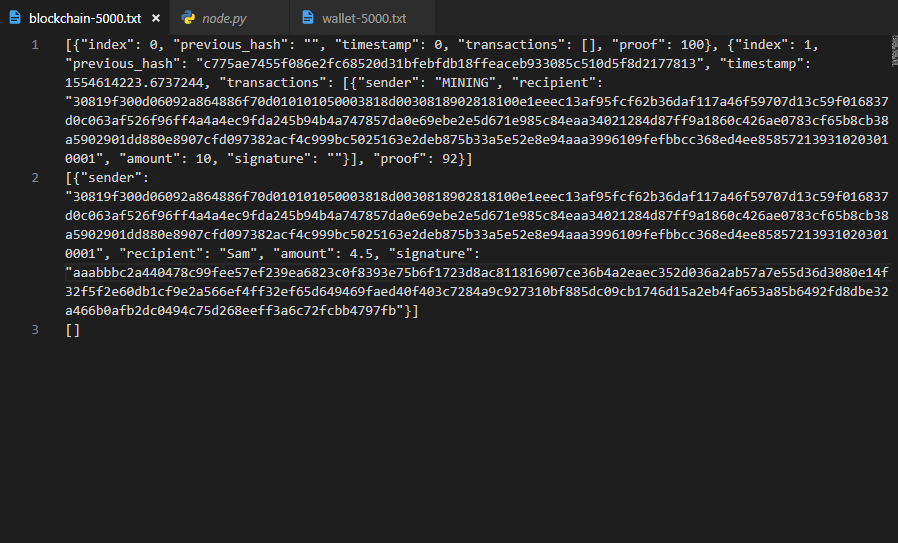 blockchain-5000.txt × node.py wallet-5000.txt
1 [{"index": 0, "previous_hash": "", "timestamp": 0, "transactions": [], "proof": 100}, {"index": 1,
"previous_hash": "c775ae7455f086e2fc68520d31bfebfdb18ffeaceb933085c510d5f8d2177813", "timestamp":
1554614223.6737244, "transactions": [{"sender": "MINING", "recipient":
"30819f300d06092a864886f70d010101050003818d0030818902818100e1eeec13af95fcf62b36daf117a46f59707d13c59f016837
d0c063af526f96ff4a4a4ec9fda245b94b4a747857da0e69ebe2e5d671e985c84eaa34021284d87ff9a1860c426ae0783cf65b8cb38
a5902901dd880e8907cfd097382acf4c999bc5025163e2deb875b33a5e52e8e94aaa3996109fefbbcc368ed4ee85857213931020301
0001", "amount": 10, "signature": ""}], "proof": 92}]
2 [{"sender":
"30819f300d06092a864886f70d010101050003818d0030818902818100e1eeec13af95fcf62b36daf117a46f59707d13c59f016837
d0c063af526f96ff4a4a4ec9fda245b94b4a747857da0e69ebe2e5d671e985c84eaa34021284d87ff9a1860c426ae0783cf65b8cb38
a5902901dd880e8907cfd097382acf4c999bc5025163e2deb875b33a5e52e8e94aaa3996109fefbbcc368ed4ee85857213931020301
0001", "recipient": "Sam", "amount": 4.5, "signature":
"aaabbbc2a440478c99fee57ef239ea6823c0f8393e75b6f1723d8ac811816907ce36b4a2eaec352d036a2ab57a7e55d36d3080e14f
32f5f2e60db1cf9e2a566ef4ff32ef65d649469faed40f403c7284a9c927310bf885dc09cb1746d15a2eb4fa653a85b6492fd8dbe32
a466b0afb2dc0494c75d268eeff3a6c72fcbb4797fb"}]
3 []